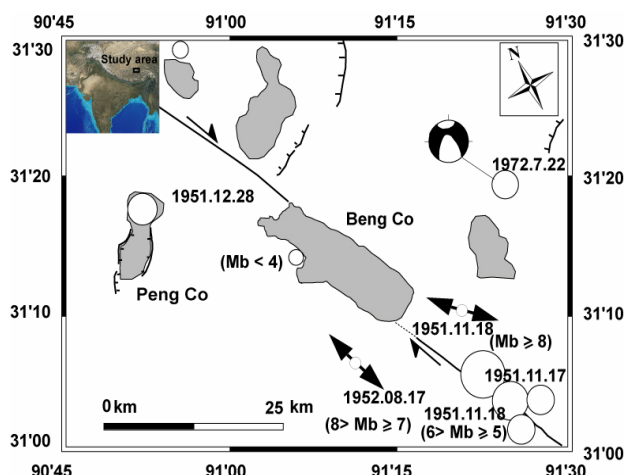 90'45 91'00 91'15 91'30
31'30 31'30
Study area
N
1972.7.22
31'20 31'20
1951.12.28
Beng Co
(Mb < 4)
Peng Co
31'10 31'10
1951.11.18
(Mb ⩾ 8)
1951.11.17
1952.08.17
(8> Mb ⩾ 7)
1951.11.18
(6> Mb ⩾ 5)
0 km 25 km
31'00 31'00
90'45 91'00 91'15 91'30